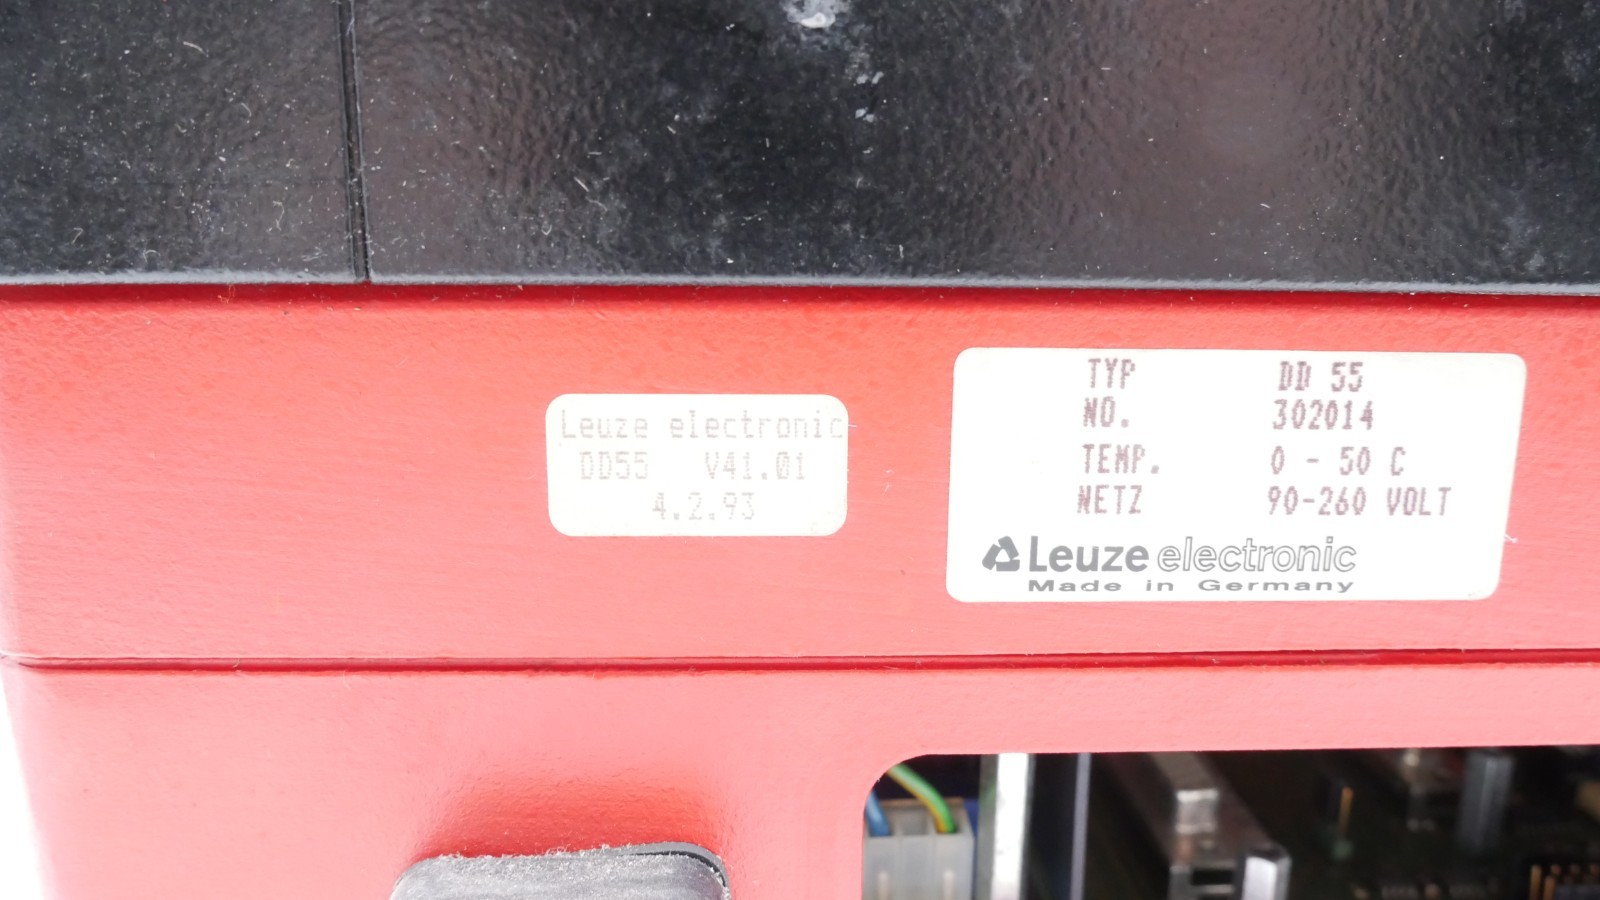 Leuze electronic
DD55 V41.01
4.2.93
TYP DD 55
NO. 302014
TEMP. 0 - 50 C
NETZ 90-260 VOLT
Leuze electronic
Made in Germany